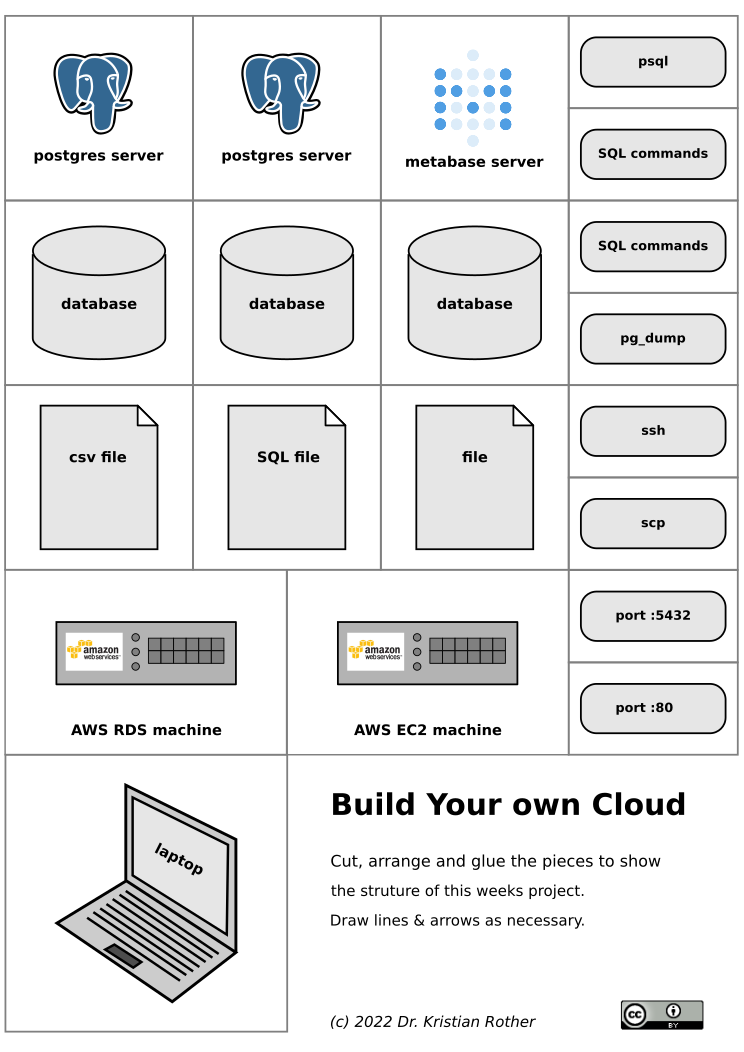 postgres server
postgres server
metabase server
psql
SQL commands
database
database
database
SQL commands
pg_dump
csv file
SQL file
file
ssh
scp
amazon
webservices™
AWS RDS machine
amazon
webservices™
AWS EC2 machine
port :5432
port :80
laptop
Build Your own Cloud
Cut, arrange and glue the pieces to show
the struture of this weeks project.
Draw lines & arrows as necessary.
(c) 2022 Dr. Kristian Rother
cc
BY